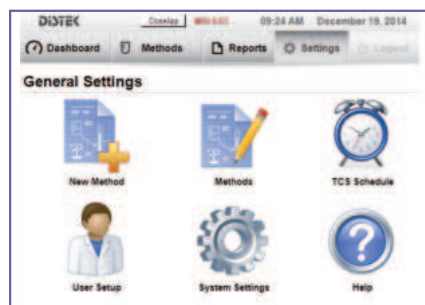 DISTEK CloseApp 09:24 AM December 19, 2014
Dashboard Methods Reports Settings Logout
General Settings
New Method Methods TCS Schedule
User Setup System Settings Help